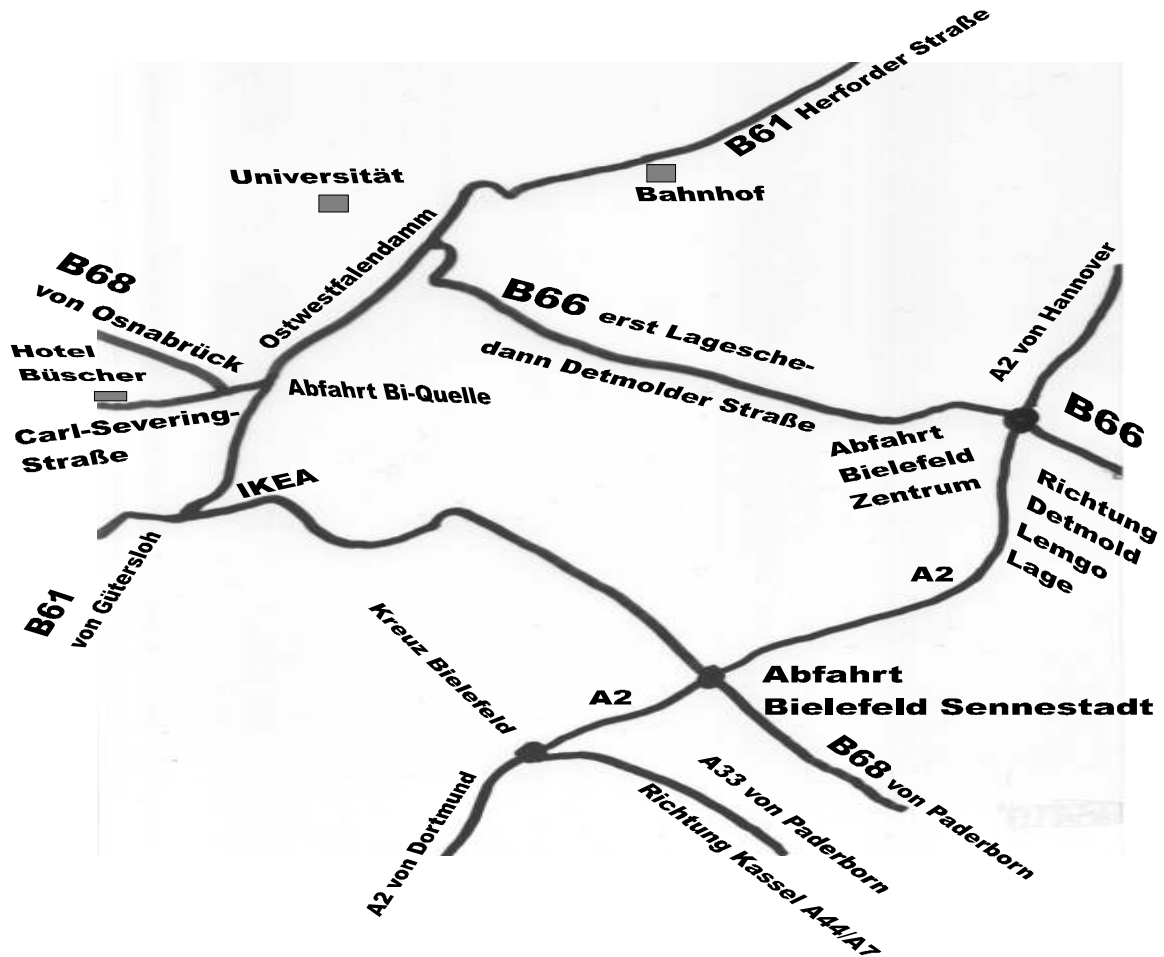 B61 Herforder Straße
Universität
Bahnhof
Ostwestfalendamm
B68
von Osnabrück
B66 erst Lagesche-
dann Detmolder Straße
A2 von Hannover
Hotel
Büscher
Abfahrt Bi-Quelle
Carl-Severing-
Straße
B66
Abfahrt
Bielefeld
Zentrum
IKEA
Richtung
Detmold
Lemgo
Lage
B61
von Gütersloh
A2
Kreuz Bielefeld
A2
Abfahrt
Bielefeld Sennestadt
B68 von Paderborn
A33 von Paderborn
Richtung Kassel A44/A7
A2 von Dortmund